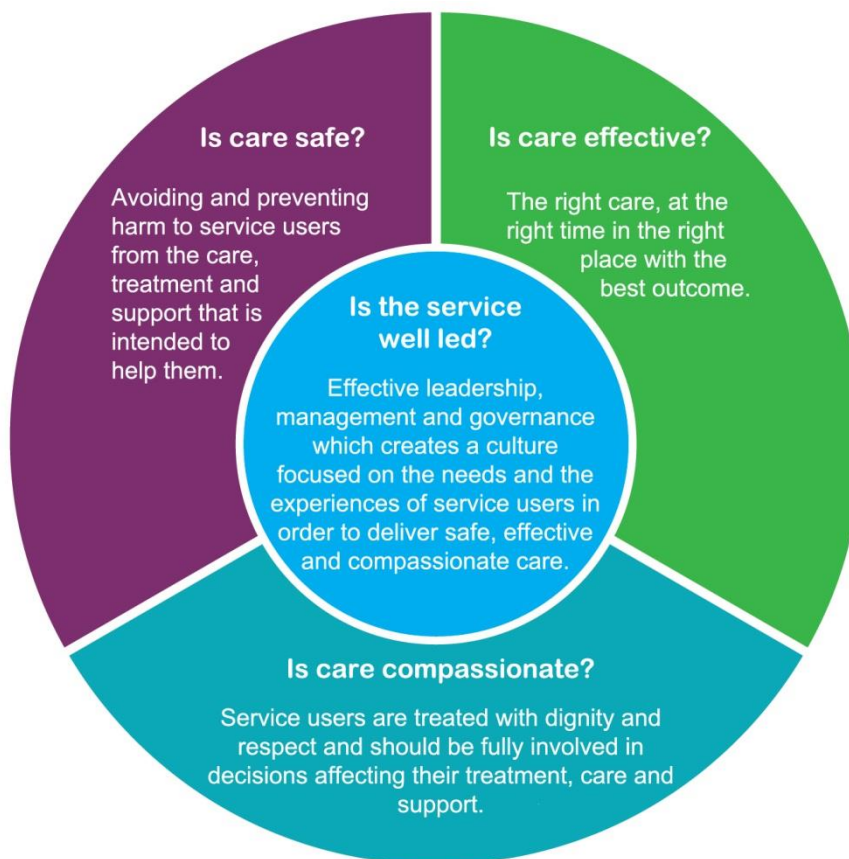 Is care safe?
Avoiding and preventing
harm to service users
from the care,
treatment and
support that is
intended to
help them.
Is care effective?
The right care, at the
right time in the right
place with the
best outcome.
Is the service
well led?
Effective leadership,
management and governance
which creates a culture
focused on the needs and the
experiences of service users in
order to deliver safe, effective
and compassionate care.
Is care compassionate?
Service users are treated with dignity and
respect and should be fully involved in
decisions affecting their treatment, care and
support.